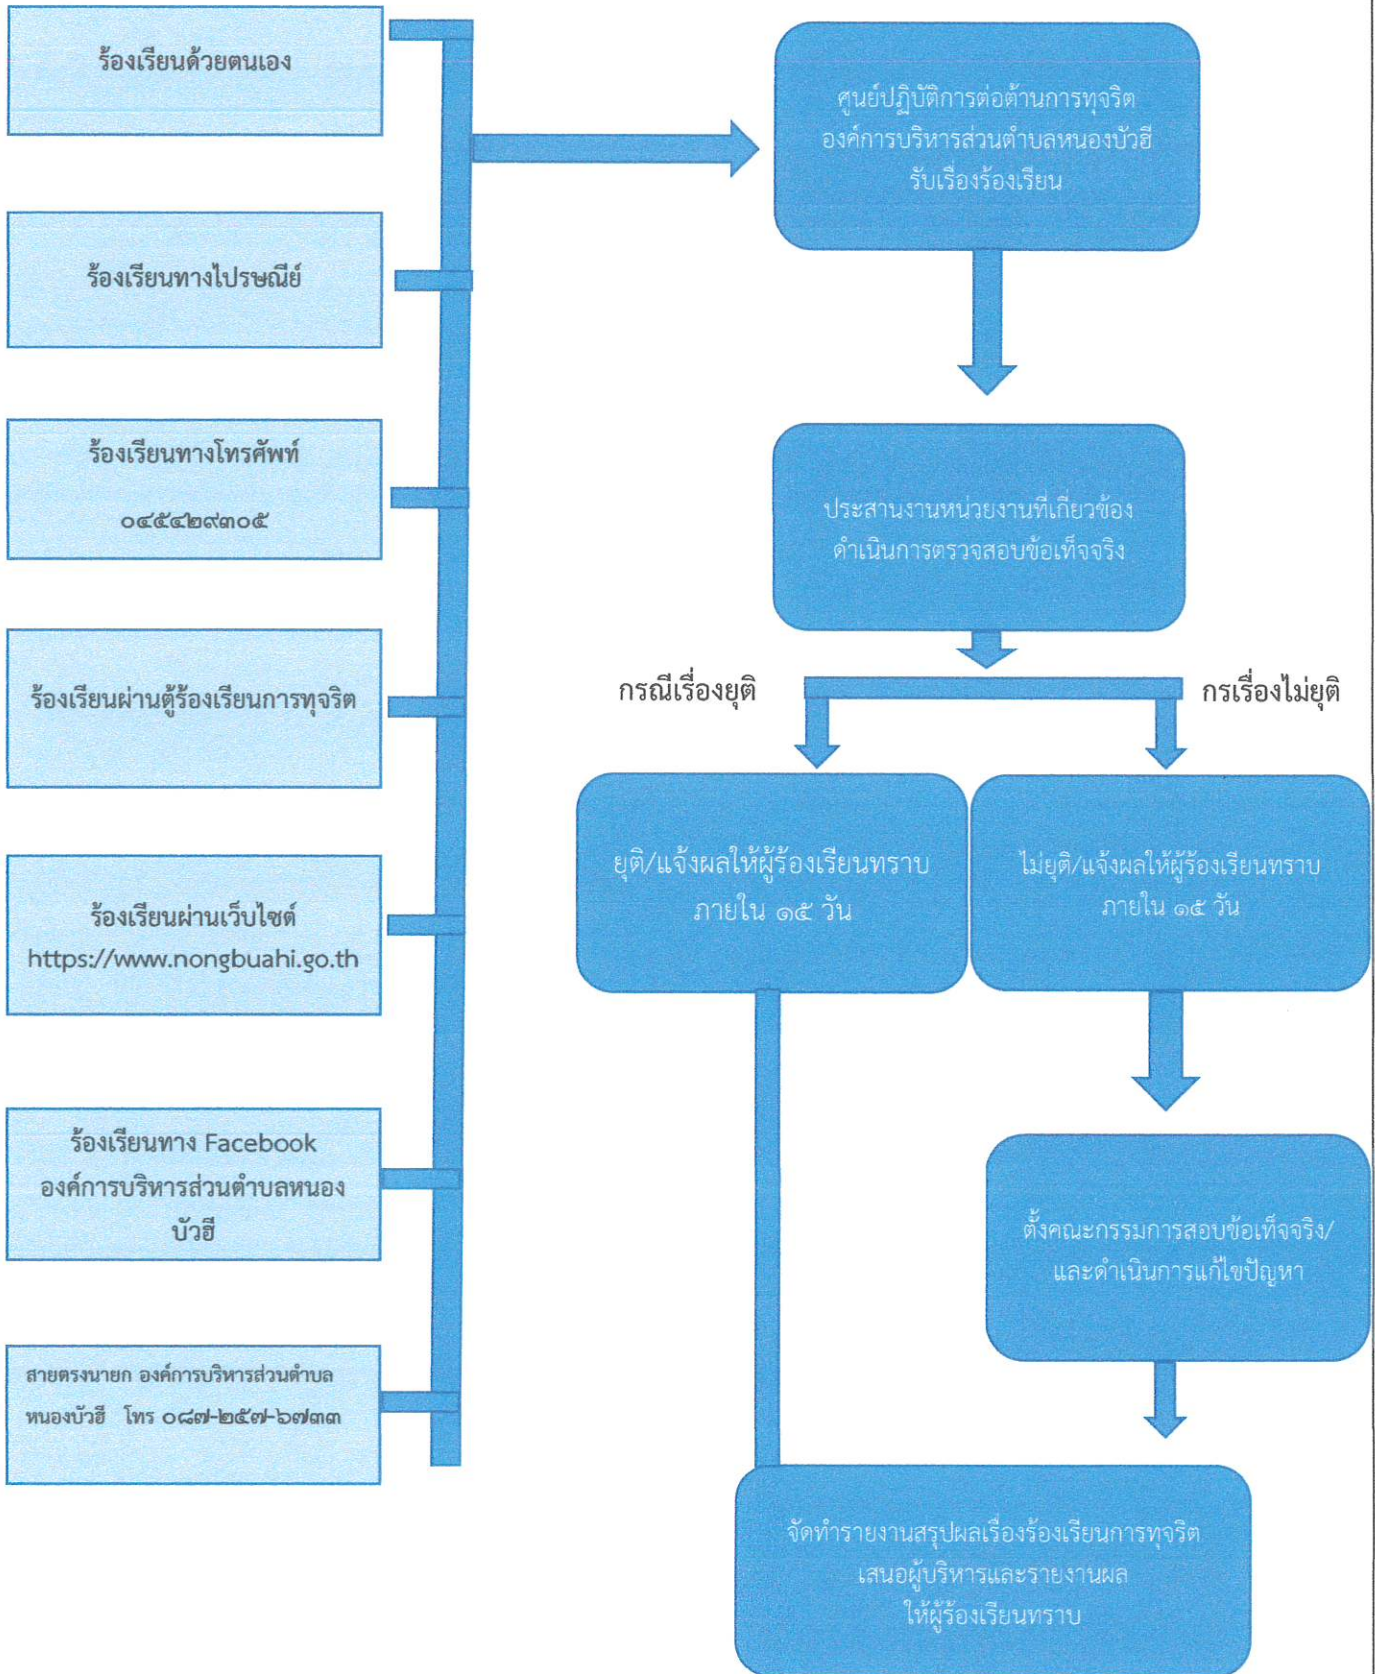 ร้องเรียนด้วยตนเอง
ร้องเรียนทางไปรษณีย์
ร้องเรียนทางโทรศัพท์
๐๔๕๔๒๙๓๐๕
ร้องเรียนผ่านตู้ร้องเรียนการทุจริต
ร้องเรียนผ่านเว็บไซต์
https://www.nongbuahi.go.th
ร้องเรียนทาง Facebook
องค์การบริหารส่วนตำบลหนอง
บัวฮี
สายตรงนายก องค์การบริหารส่วนตำบล
หนองบัวฮี โทร ๐๘๗-๒๕๗-๖๗๓๓
ศูนย์ปฏิบัติการต่อต้านการทุจริต
องค์การบริหารส่วนตำบลหนองบัวฮี
รับเรื่องร้องเรียน
ประสานงานหน่วยงานที่เกี่ยวข้อง
ดำเนินการตรวจสอบข้อเท็จจริง
กรณีเรื่องยุติ
กรเรื่องไม่ยุติ
ยุติ/แจ้งผลให้ผู้ร้องเรียนทราบ
ภายใน ๑๕ วัน
ไม่ยุติ/แจ้งผลให้ผู้ร้องเรียนทราบ
ภายใน ๑๕ วัน
ตั้งคณะกรรมการสอบข้อเท็จจริง/
และดำเนินการแก้ไขปัญหา
จัดทำรายงานสรุปผลเรื่องร้องเรียนการทุจริต
เสนอผู้บริหารและรายงานผล
ให้ผู้ร้องเรียนทราบ